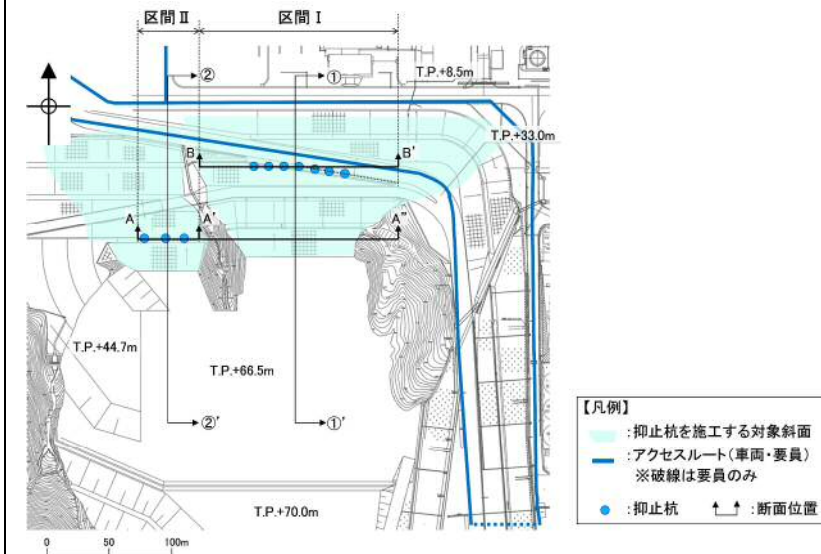 区間Ⅱ 区間Ⅰ
② ①
T.P.+8.5m
T.P.+33.0m
B B'
A A' A"
T.P.+44.7m
T.P.+66.5m
②' ①'
T.P.+70.0m
0 50 100m
【凡例】
:抑止杭を施工する対象斜面
:アクセスルート(車両・要員)
※破線は要員のみ
:抑止杭 :断面位置